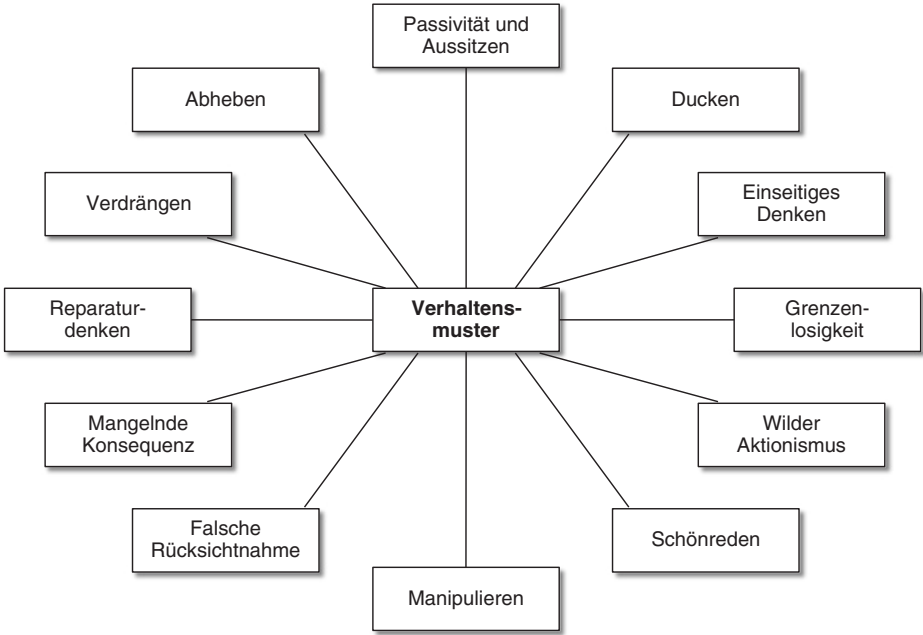 Passivität und
Aussitzen
Abheben
Ducken
Verdrängen
Einseitiges
Denken
Reparatur-
denken
Verhaltens-
muster
Grenzen-
losigkeit
Mangelnde
Konsequenz
Wilder
Aktionismus
Falsche
Rücksichtnahme
Schönreden
Manipulieren